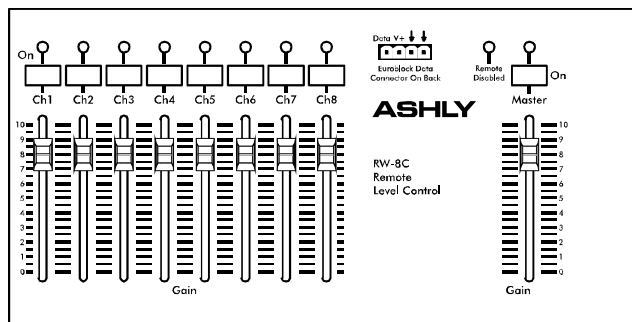 On
Ch1 Ch2 Ch3 Ch4 Ch5 Ch6 Ch7 Ch8
Data V+
Euroblock Data
Connector On Back
Remote
Disabled
On
Master
ASHLY
RW-8C
Remote
Level Control
10
9
8
7
6
5
4
3
2
1
0
Gain
10
9
8
7
6
5
4
3
2
1
0
Gain